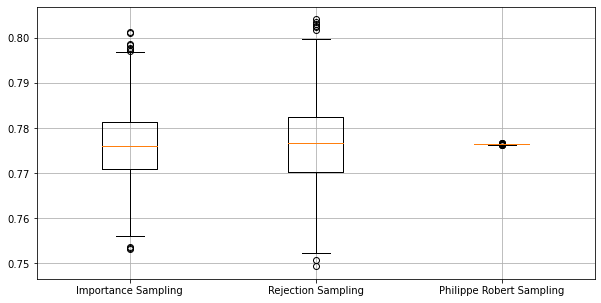 0.80
0.79
0.78
0.77
0.76
0.75
Importance Sampling
Rejection Sampling
Philippe Robert Sampling